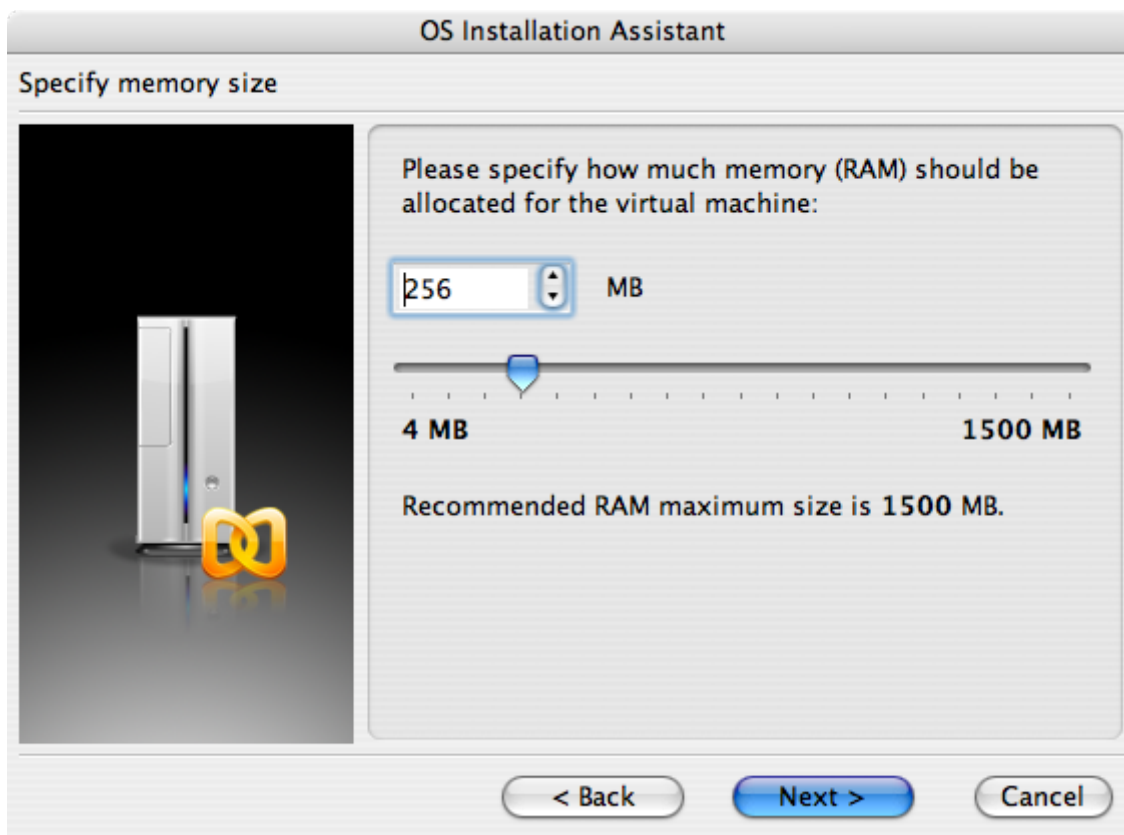 OS Installation Assistant
Specify memory size
Please specify how much memory (RAM) should be
allocated for the virtual machine:
256 MB
4 MB 1500 MB
Recommended RAM maximum size is 1500 MB.
< Back Next > Cancel